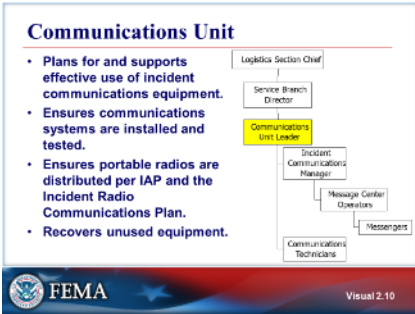 Communications Unit
• Plans for and supports
effective use of incident
communications equipment.
• Ensures communications
systems are installed and
tested.
• Ensures portable radios are
distributed per IAP and the
Incident Radio
Communications Plan.
• Recovers unused equipment.
Logistics Section Chief
Service Branch
Director
Communications
Unit Leader
Incident
Communications
Manager
Message Center
Operators
Messengers
Communications
Technicians
FEMA
Visual 2.10